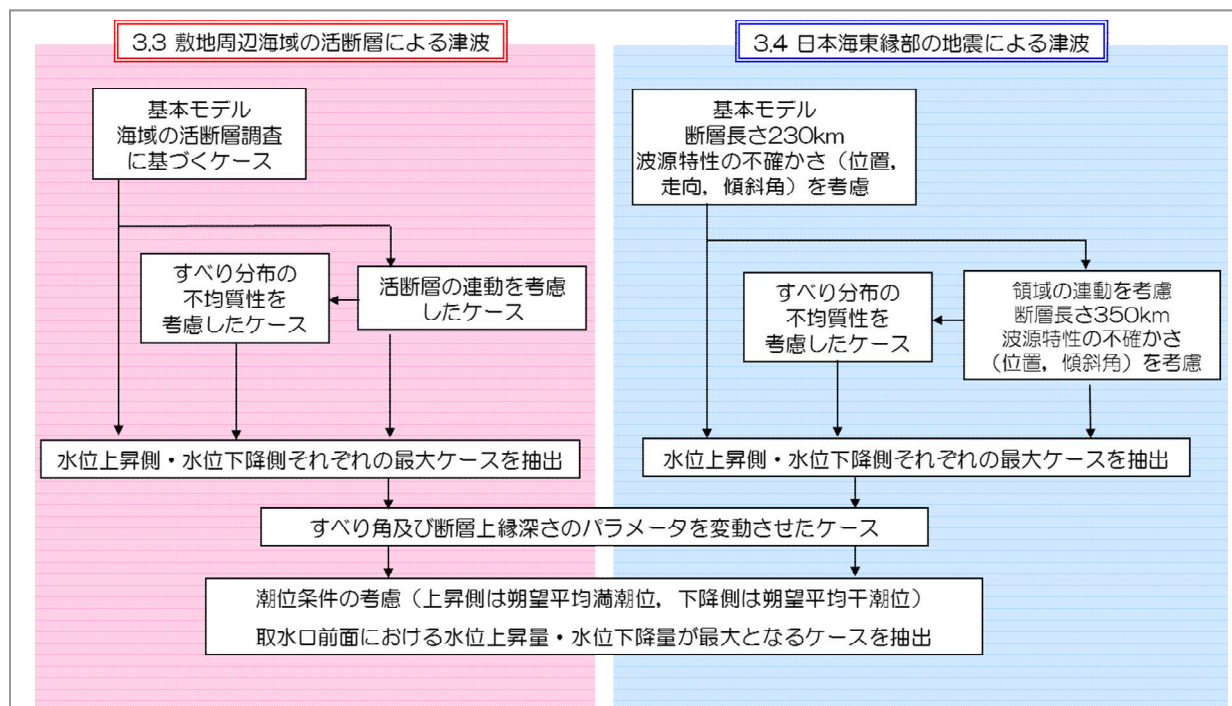 3.3 敷地周辺海域の活断層による津波
基本モデル
海域の活断層調査
に基づくケース
すべり分布の
不均質性を
考慮したケース
活断層の連動を考慮
したケース
水位上昇側・水位下降側それぞれの最大ケースを抽出
3.4 日本海東縁部の地震による津波
基本モデル
断層長さ230km
波源特性の不確かさ（位置，
走向，傾斜角）を考慮
すべり分布の
不均質性を
考慮したケース
領域の連動を考慮
断層長さ350km
波源特性の不確かさ
（位置，傾斜角）を考慮
水位上昇側・水位下降側それぞれの最大ケースを抽出
すべり角及び断層上縁深さのパラメータを変動させたケース
潮位条件の考慮（上昇側は朔望平均満潮位，下降側は朔望平均干潮位）
取水口前面における水位上昇量・水位下降量が最大となるケースを抽出